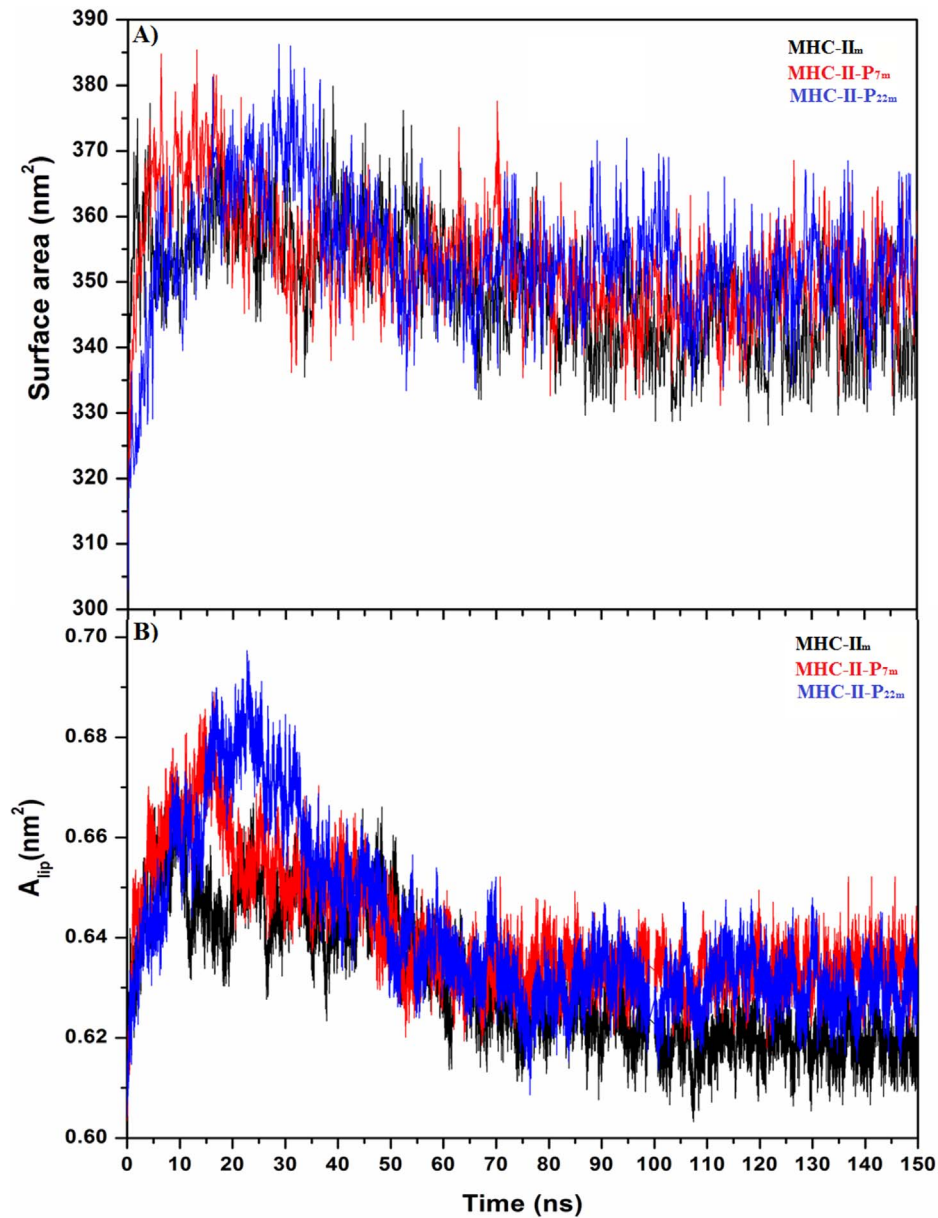 A)
MHC-IIm
MHC-II-P7m
MHC-II-P22m
Surface area (nm2)
390
380
370
360
350
340
330
320
310
300
B)
MHC-IIm
MHC-II-P7m
MHC-II-P22m
Alip(nm2)
0.70
0.68
0.66
0.64
0.62
0.60
0 10 20 30 40 50 60 70 80 90 100 110 120 130 140 150
Time (ns)